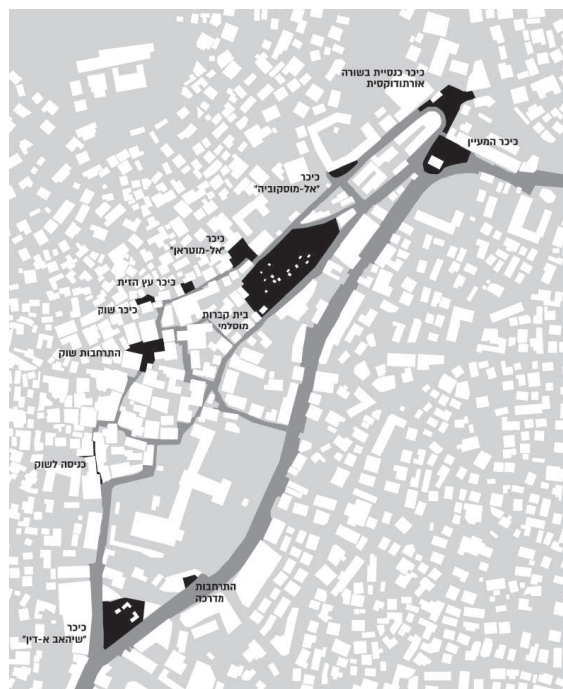 כיכר כנסיית בשורה
אורתודוקסית
כיכר המעיין
כיכר
"אל-מוסקוביה"
כיכר
"אל-מוטראן"
כיכר עץ הזית
כיכר שוק
בית קברות
מוסלמי
התרחבות שוק
כניסה לשוק
התרחבות
מדרכה
כיכר
"שיהאב א-דין"